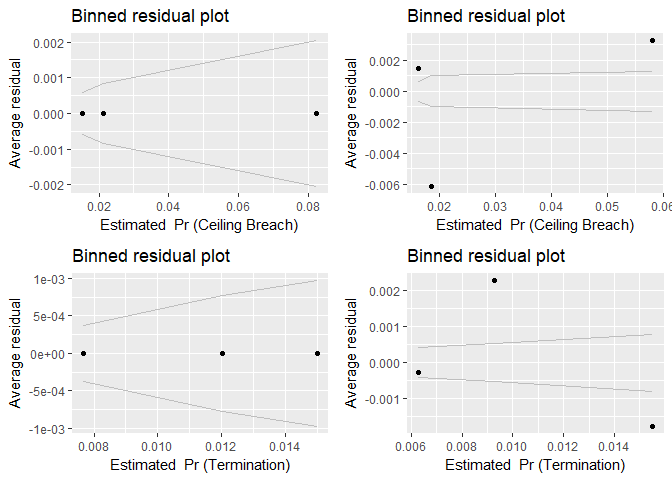 Binned residual plot
Average residual
0.002
0.001
0.000
-0.001
-0.002
0.02
0.04
0.06
0.08
Estimated Pr (Ceiling Breach)
Binned residual plot
Average residual
0.002
0.000
-0.002
-0.004
-0.006
0.02
0.03
0.04
0.05
0.06
Estimated Pr (Ceiling Breach)
Binned residual plot
Average residual
1e-03
5e-04
0e+00
-5e-04
-1e-03
0.008
0.010
0.012
0.014
Estimated Pr (Termination)
Binned residual plot
Average residual
0.002
0.001
0.000
-0.001
0.006
0.008
0.010
0.012
0.014
Estimated Pr (Termination)